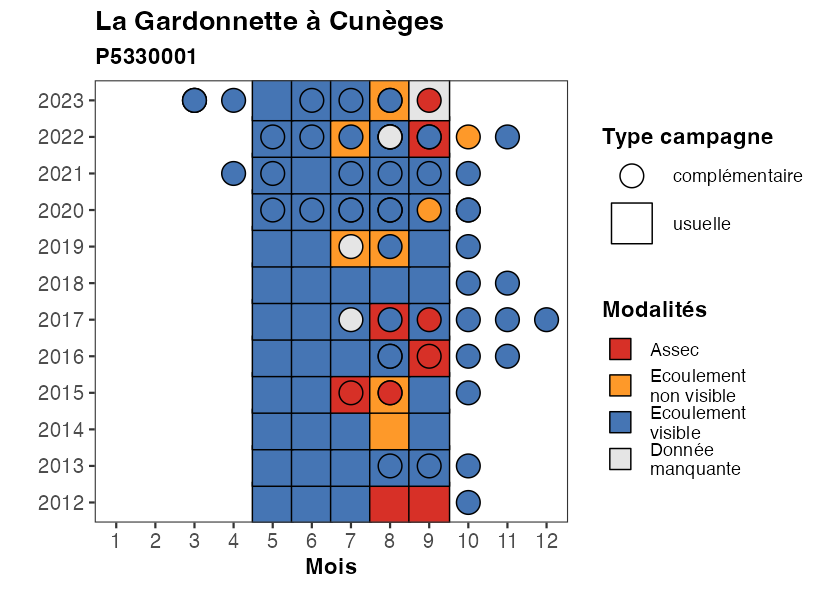 La Gardonnette à Cunèges
P5330001
2023
2022
2021
2020
2019
2018
2017
2016
2015
2014
2013
2012
1 2 3 4 5 6 7 8 9 10 11 12
Mois
Type campagne
complémentaire
usuelle
Modalités
Assec
Ecoulement
non visible
Ecoulement
visible
Donnée
manquante